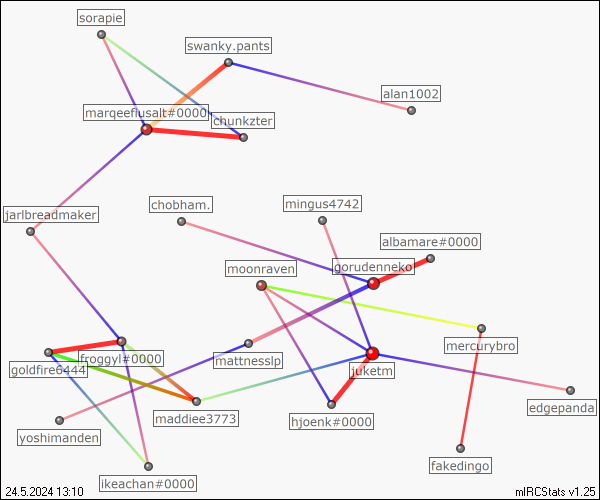 sorapie
swanky.pants
alan1002
marqeeflusalt#0000
chunkzter
jarlbreadmaker
chobham.
mingus4742
albamare#0000
moonraven
gorudenneko
mercurybro
goldfire6444
froggyl#0000
mattnesslp
juketm
edgepanda
maddiee3773
hjoenk#0000
yoshimanden
fakedingo
ikeachan#0000
24.5.2024 13:10
mIRCStats v1.25